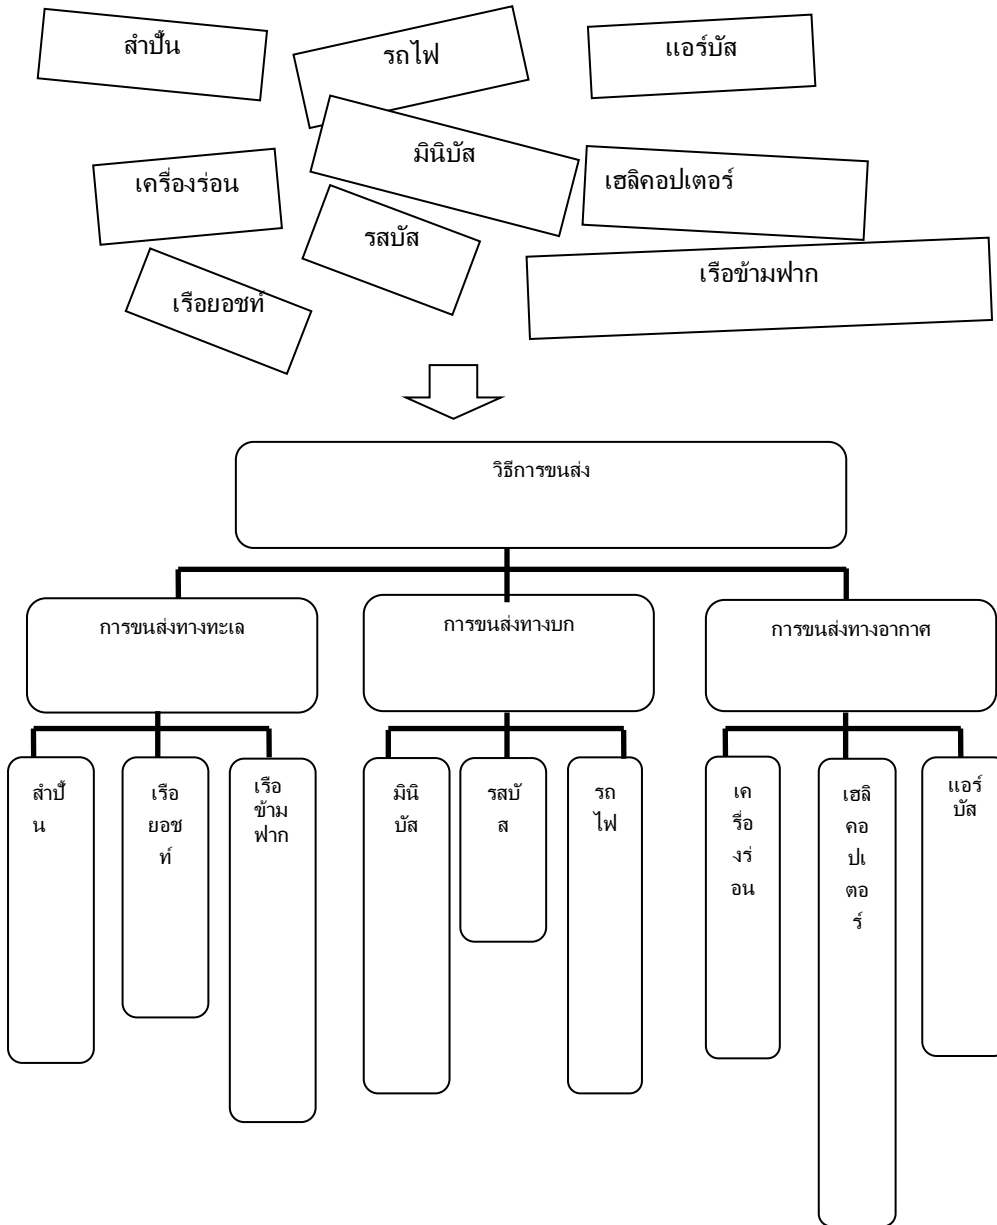 สำปั้น
รถไฟ
แอร์บัส
มินิบัส
เครื่องร่อน
เฮลิคอปเตอร์
รสบัส
เรือข้ามฟาก
เรือยอชท์
วิธีการขนส่ง
การขนส่งทางทะเล
การขนส่งทางบก
การขนส่งทางอากาศ
สำปั้
น
เรือ
ยอช
ท์
เรือ
ข้าม
ฟาก
มินิ
บัส
รสบั
ส
รถ
ไฟ
เค
รื่อ
งร่
อน
เฮลิ
คอ
ปเ
ตอ
ร์
แอร์
บัส